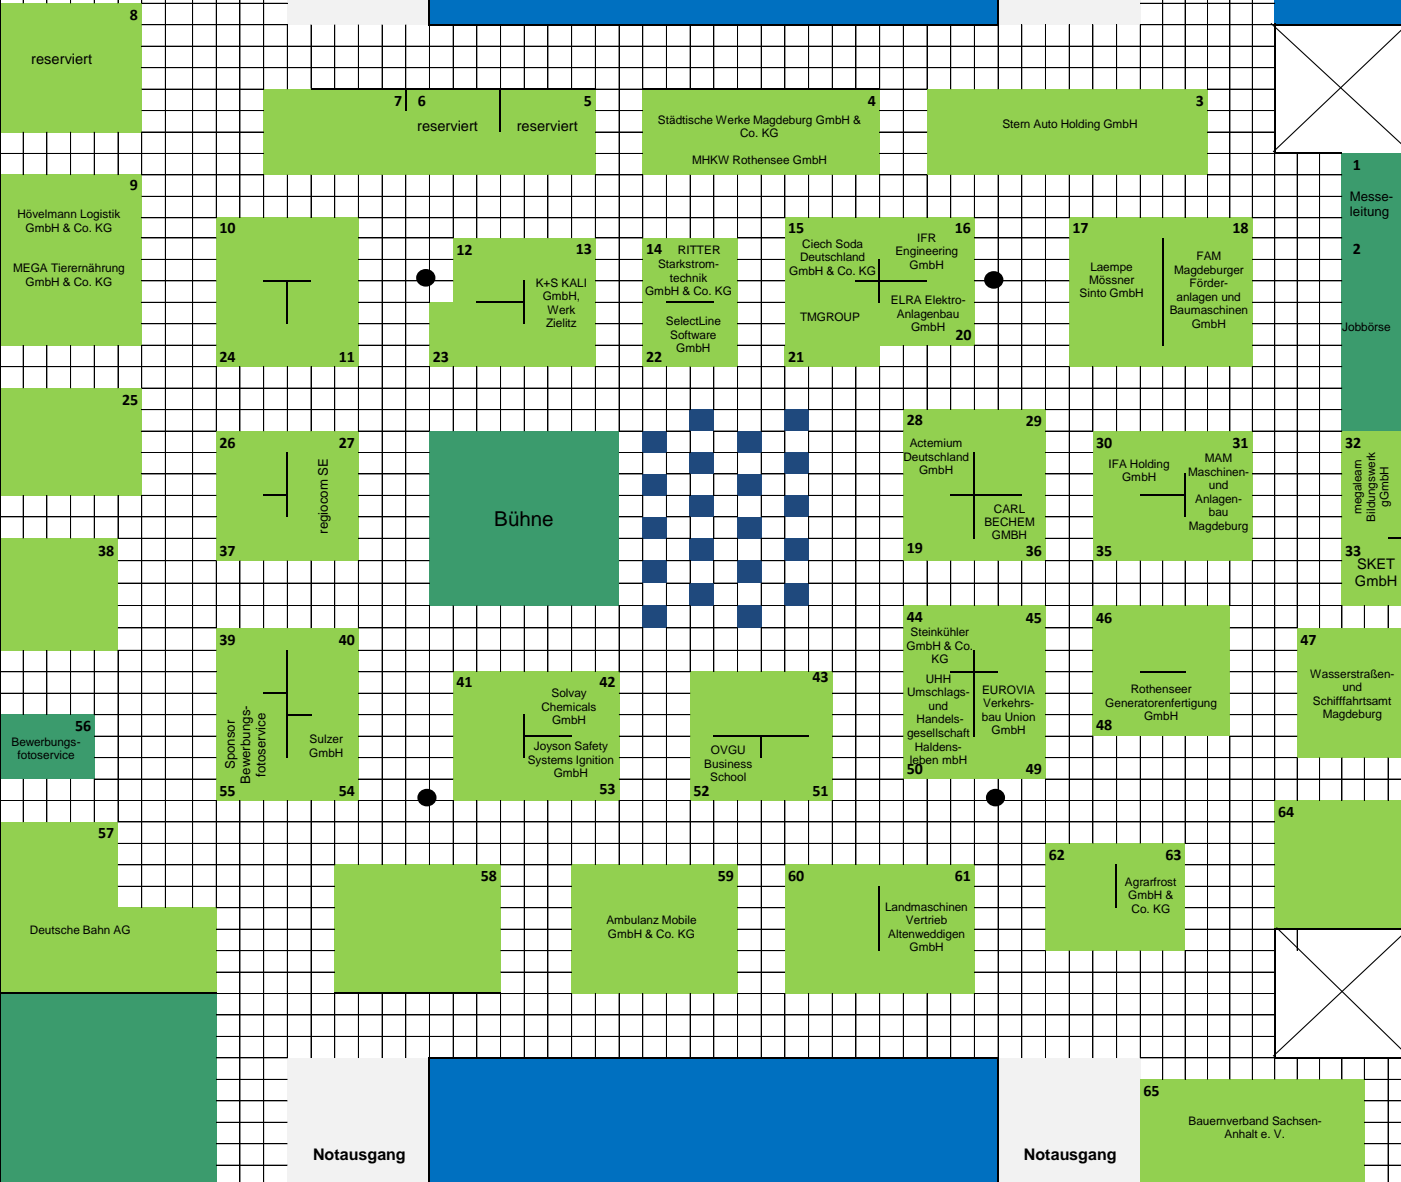 8
reserviert
7
6
reserviert
5
reserviert
4
Städtische Werke Magdeburg GmbH &
Co. KG
MHKW Rothensee GmbH
3
Stern Auto Holding GmbH
1
Messe-
leitung
2
Jobbörse
9
Hövelmann Logistik
GmbH & Co. KG
MEGA Tierernährung
GmbH & Co. KG
10
24
11
12
13
K+S KALI
GmbH,
Werk
Zielitz
23
14
RITTER
Starkstrom-
technik
GmbH & Co. KG
SelectLine
Software
GmbH
22
15
Ciech Soda
Deutschland
GmbH & Co. KG
16
IFR
Engineering
GmbH
TMGROUP
21
ELRA Elektro-
Anlagenbau
GmbH
20
17
Laempe
Mössner
Sinto GmbH
18
FAM
Magdeburger
Förder-
anlagen und
Baumaschinen
GmbH
25
26
27
regiocom SE
37
Bühne
28
Actemium
Deutschland
GmbH
29
CARL
BECHEM
GMBH
19
36
30
IFA Holding
GmbH
31
MAM
Maschinen-
und
Anlagen-
bau
Magdeburg
35
32
megalearn
Bildungswerk
gGmbH
33
SKET
GmbH
38
39
40
Sponsor
Bewerbungs-
fotoservice
Sulzer
GmbH
55
54
41
42
Solvay
Chemicals
GmbH
Joyson Safety
Systems Ignition
GmbH
53
43
OVGU
Business
School
52
51
44
Steinkühler
GmbH & Co.
KG
45
UHH
Umschlags-
und
Handels-
gesellschaft
Haldens-
leben mbH
50
EUROVIA
Verkehrs-
bau Union
GmbH
49
46
Rothenseer
Generatorenfertigung
GmbH
48
47
Wasserstraßen-
und
Schifffahrtsamt
Magdeburg
56
Bewerbungs-
fotoservice
57
Deutsche Bahn AG
58
59
Ambulanz Mobile
GmbH & Co. KG
60
61
Landmaschinen
Vertrieb
Altenweddigen
GmbH
62
63
Agrarfrost
GmbH &
Co. KG
64
65
Bauernverband Sachsen-
Anhalt e. V.
Notausgang
Notausgang